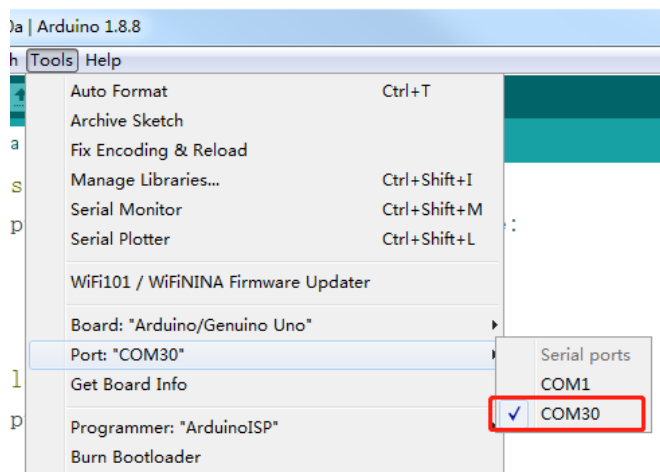 0a | Arduino 1.8.8
h Tools Help
Auto Format Ctrl+T
a Archive Sketch
Fix Encoding & Reload
s Manage Libraries... Ctrl+Shift+I
p Serial Monitor Ctrl+Shift+M
Serial Plotter Ctrl+Shift+L :
WiFi101 / WiFiNINA Firmware Updater
Board: "Arduino/Genuino Uno"
Port: "COM30" Serial ports
l Get Board Info COM1
COM30
p Programmer: "ArduinoISP"
Burn Bootloader